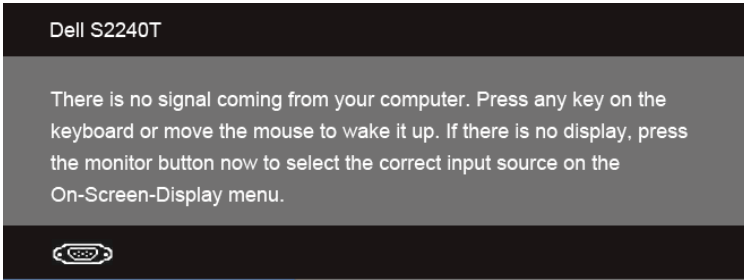 Dell S2240T
There is no signal coming from your computer. Press any key on the
keyboard or move the mouse to wake it up. If there is no display, press
the monitor button now to select the correct input source on the
On-Screen-Display menu.